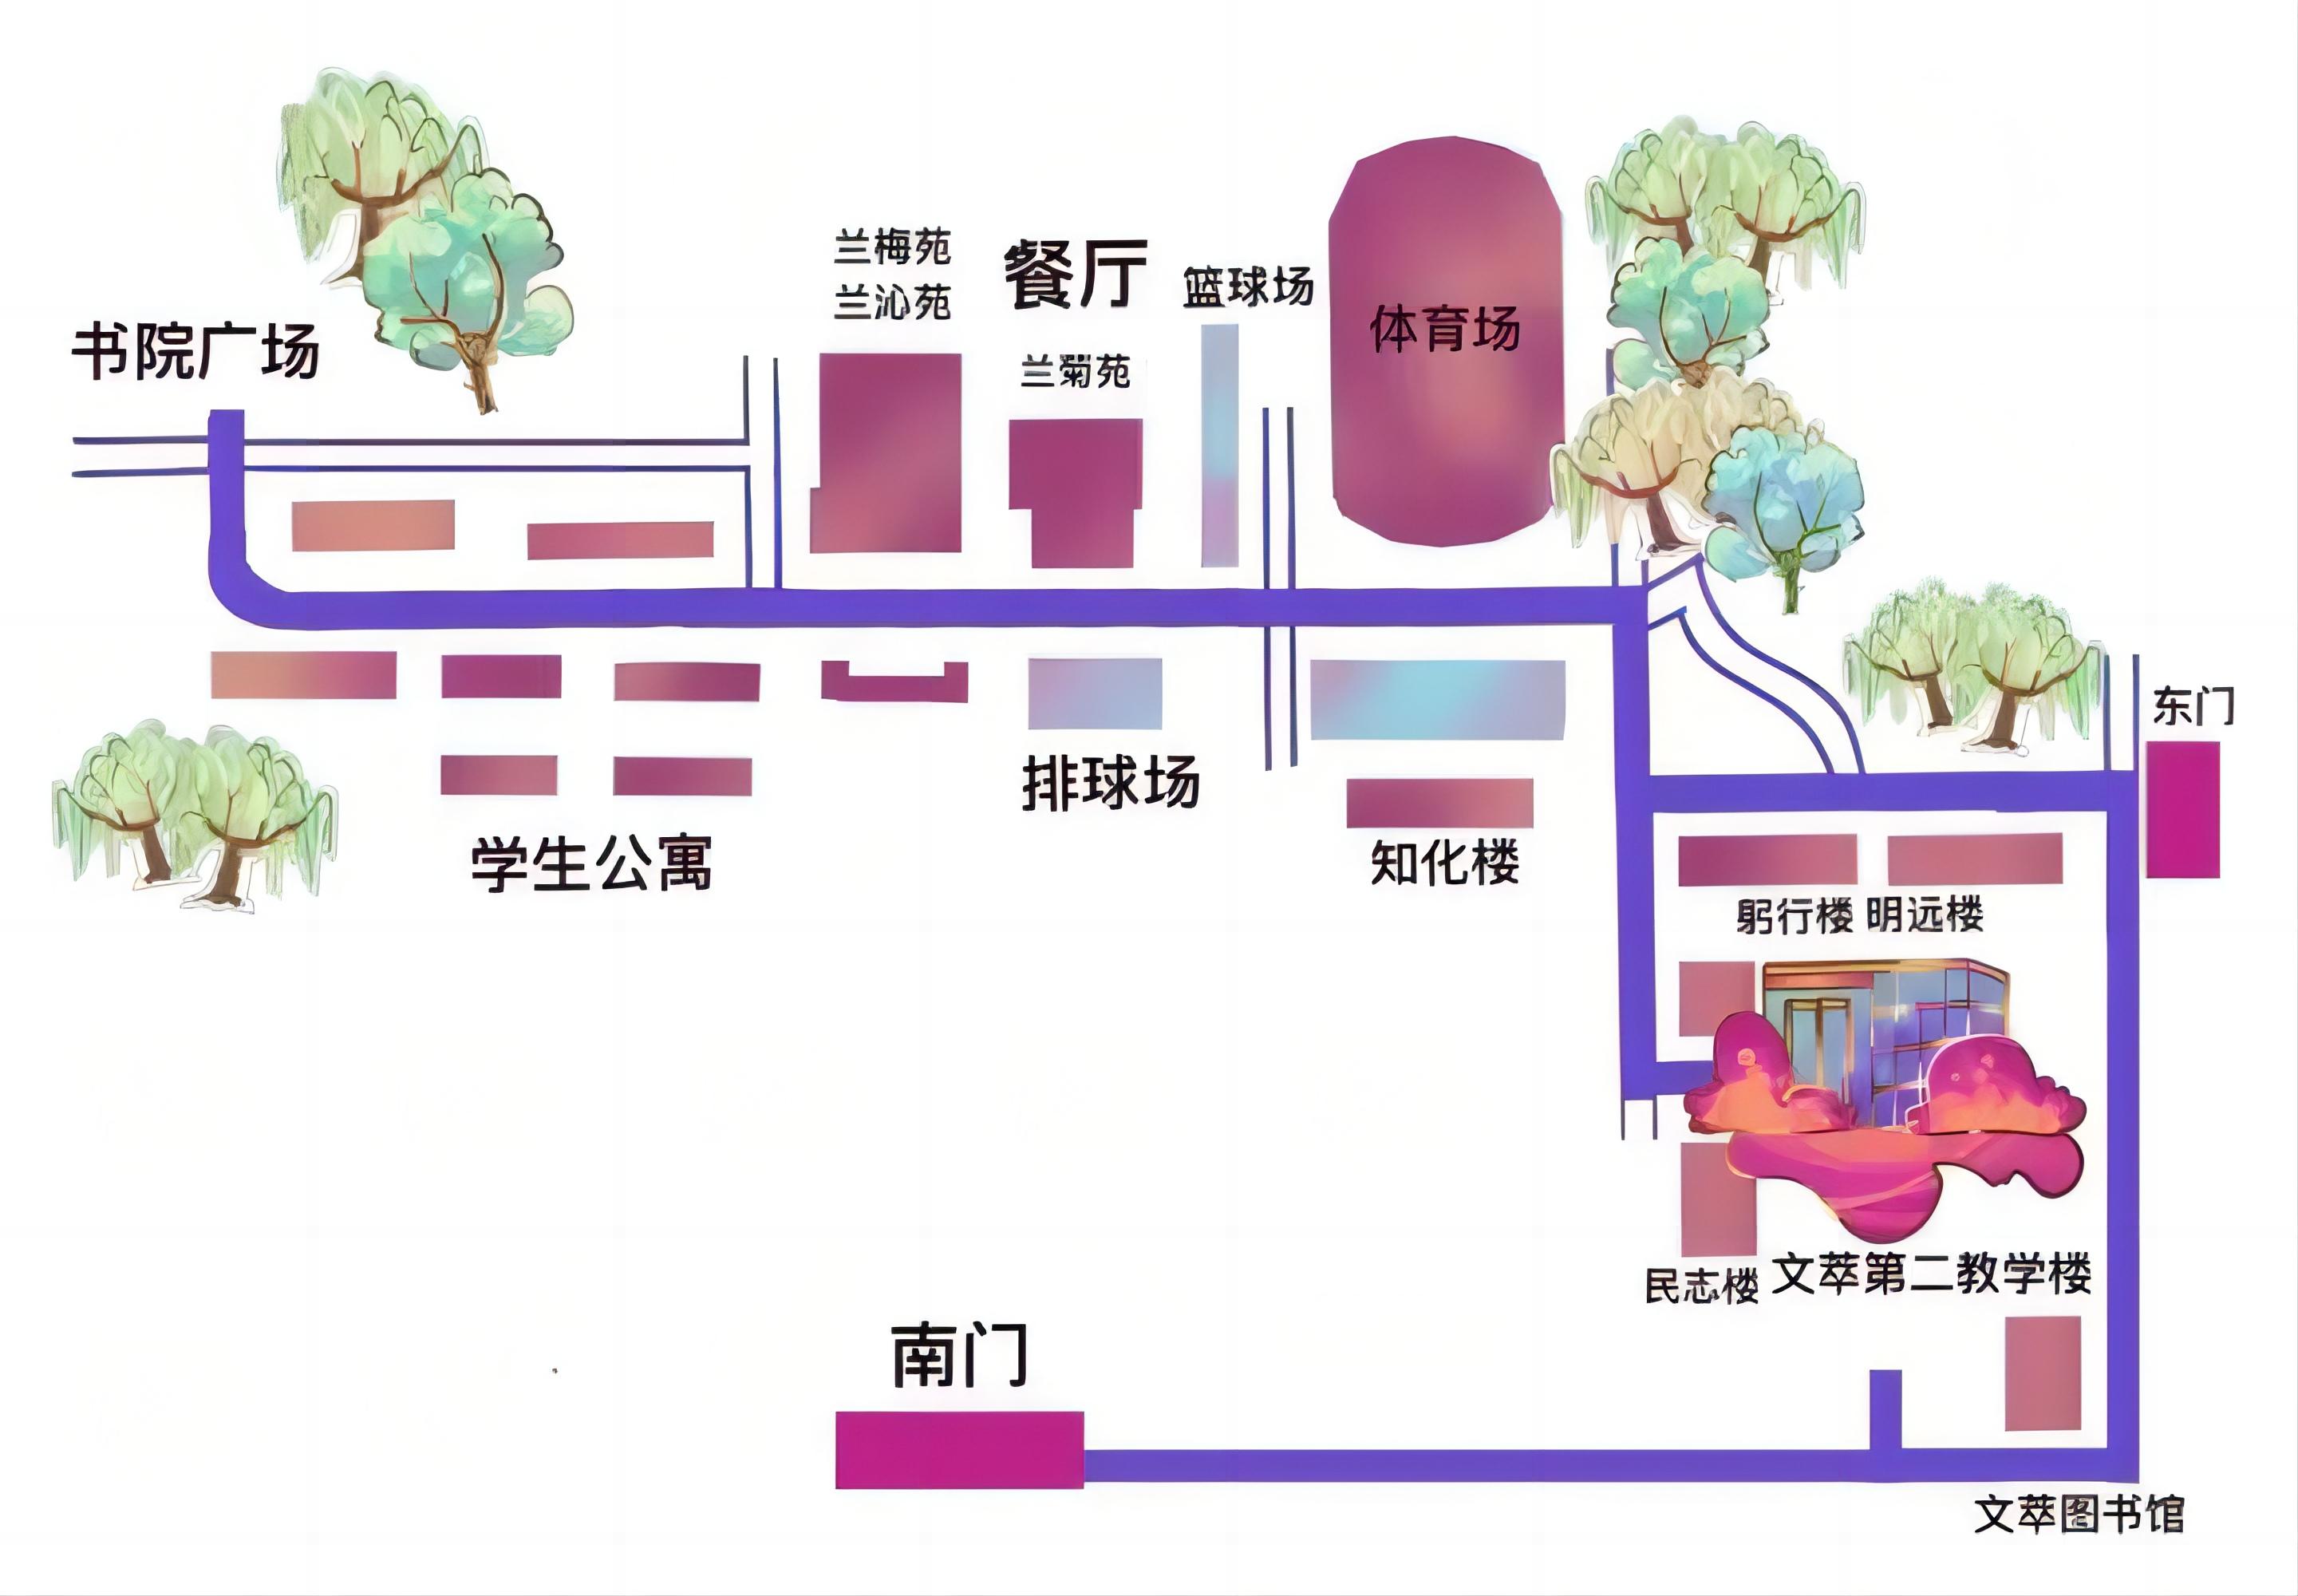 兰梅苑
兰沁苑
餐厅
篮球场
体育场
书院广场
兰菊苑
东门
排球场
学生公寓
知化楼
躬行楼 明远楼
民志楼
文萃第二教学楼
南门
文萃图书馆